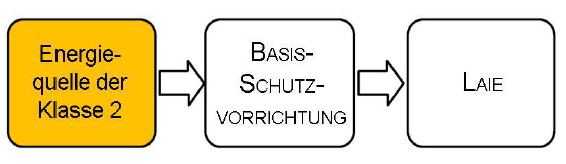 Energie-
quelle der
Klasse 2
BASIS-
SCHUTZ-
VORRICHTUNG
LAIE